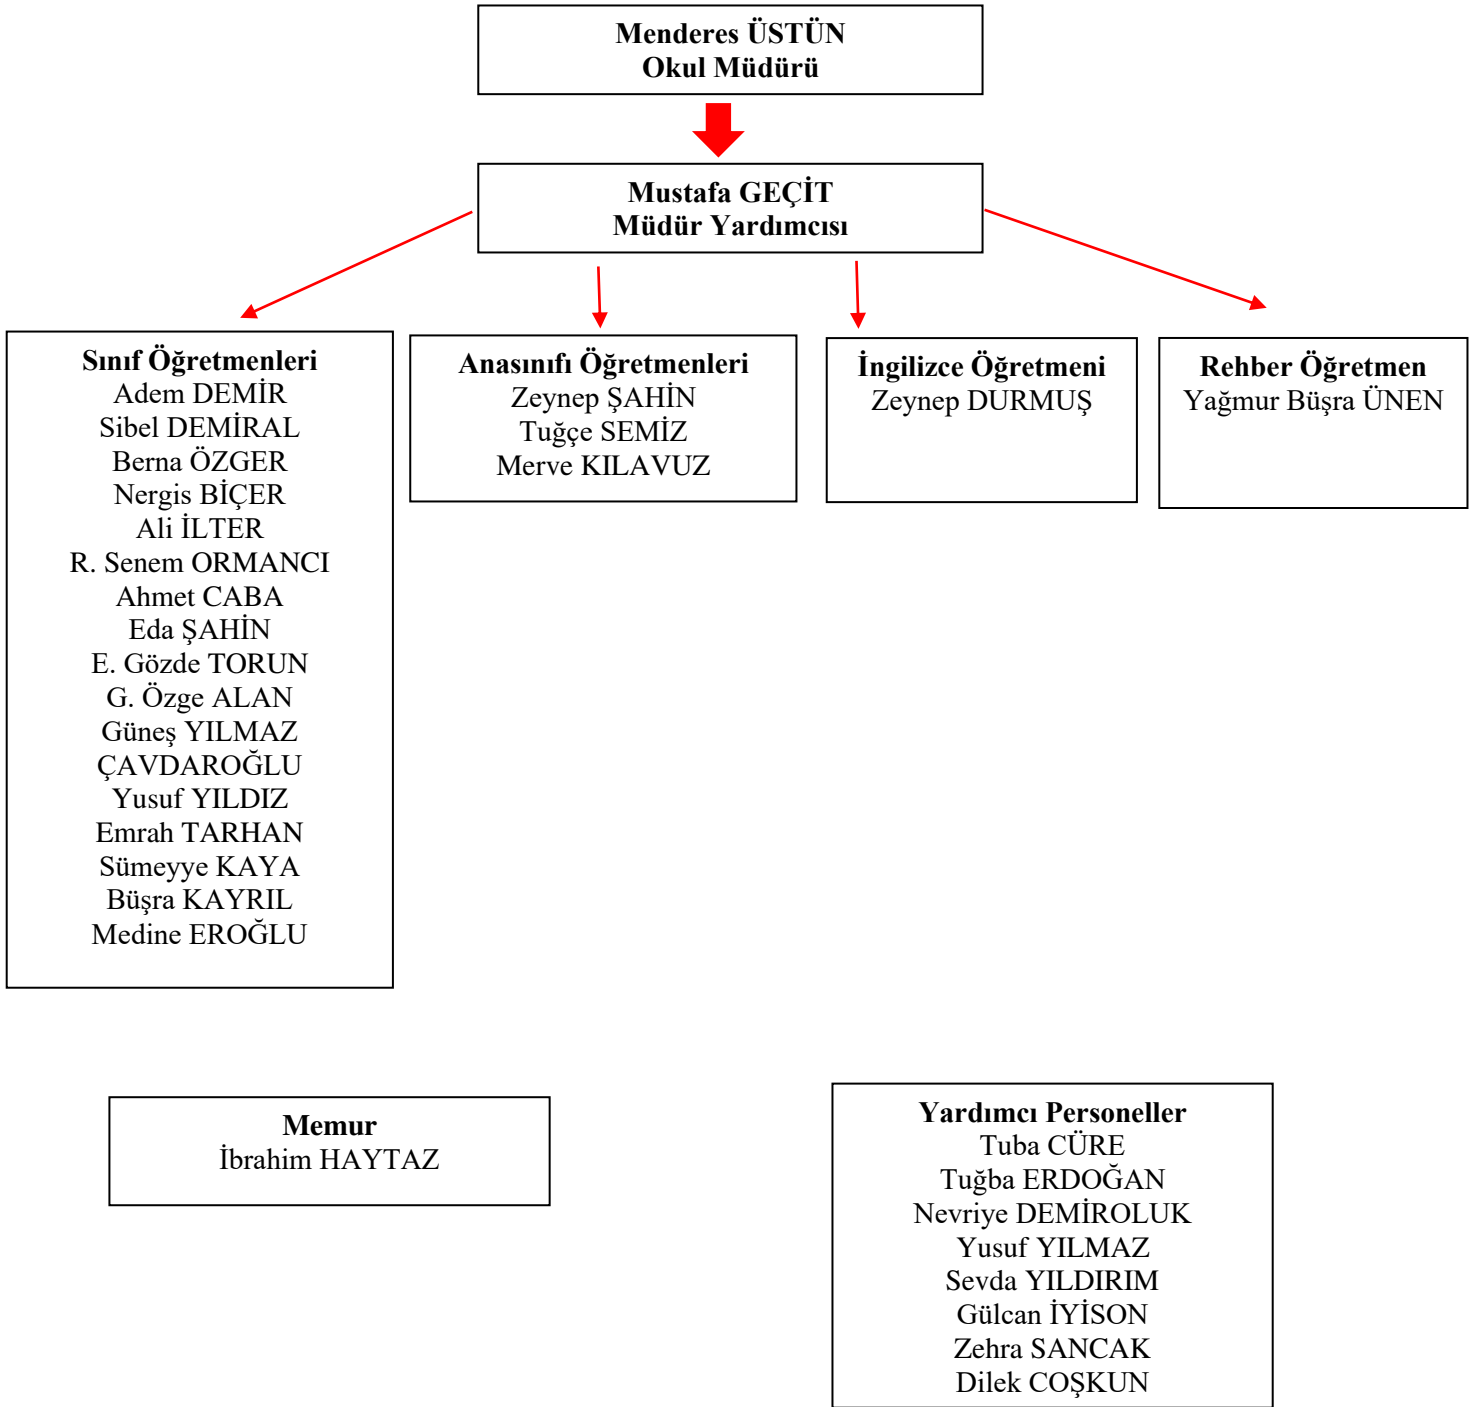 Menderes ÜSTÜN
Okul Müdürü
Mustafa GEÇİT
Müdür Yardımcısı
Sınıf Öğretmenleri
Adem DEMİR
Sibel DEMİRAL
Berna ÖZGER
Nergis BİÇER
Ali İLTER
R. Senem ORMANCI
Ahmet CABA
Eda ŞAHİN
E. Gözde TORUN
G. Özge ALAN
Güneş YILMAZ
ÇAVDAROĞLU
Yusuf YILDIZ
Emrah TARHAN
Sümeyye KAYA
Büşra KAYRIL
Medine EROĞLU
Anasınıfı Öğretmenleri
Zeynep ŞAHİN
Tuğçe SEMİZ
Merve KILAVUZ
İngilizce Öğretmeni
Zeynep DURMUŞ
Rehber Öğretmen
Yağmur Büşra ÜNEN
Memur
İbrahim HAYTAZ
Yardımcı Personeller
Tuba CÜRE
Tuğba ERDOĞAN
Nevriye DEMİROLUK
Yusuf YILMAZ
Sevda YILDIRIM
Gülcan İYİSON
Zehra SANCAK
Dilek COŞKUN